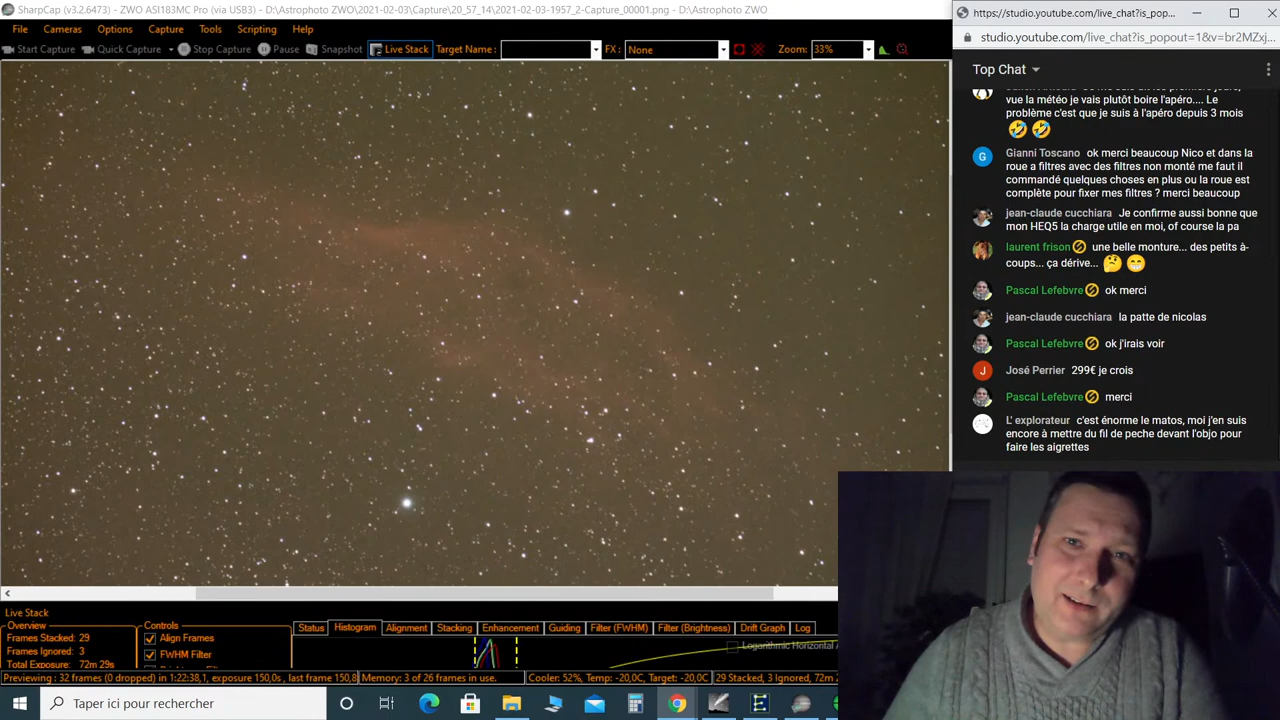 SharpCap (v3.2.6473) - ZWO ASI183MC Pro (via USB3) - D:\Astrophoto ZWO\2021-02-03\Capture\20_57_14\2021-02-03-1957_2-Capture_00001.png - D:\Astrophoto ZWO
File Cameras Options Capture Tools Scripting Help
Start Capture Quick Capture Stop Capture Pause Snapshot Live Stack Target Name : FX : None Zoom: 33%
https://studio.youtube.com/live_chat?is_pop...
studio.youtube.com/live_chat?is_popout=1&v=br2MZxj...
Top Chat
vue la météo je vais plutôt boire l'apéro.... Le
problème c'est que je suis à l'apéro depuis 3 mois
🤣 🤣
G Gianni Toscano ok merci beaucoup Nico et dans la
roue a filtres avec des filtres non monté me faut il
commandé quelques choses en plus ou la roue est
complète pour fixer mes filtres ? merci beaucoup
jean-claude cucchiara Je confirme aussi bonne que
mon HEQ5 la charge utile en moi, of course la pa
laurent frison une belle monture... des petits à-
coups... ça dérive... 🤔 😁
Pascal Lefebvre ok merci
jean-claude cucchiara la patte de nicolas
Pascal Lefebvre ok j'irais voir
J José Perrier 299€ je crois
Pascal Lefebvre merci
L' explorateur c'est énorme le matos, moi j'en suis
encore à mettre du fil de peche devant l'objo pour
faire les aigrettes
Live Stack
Overview
Frames Stacked: 29
Frames Ignored: 3
Total Exposure: 72m 29s
Controls
Align Frames
FWHM Filter
Status Histogram Alignment Stacking Enhancement Guiding Filter (FWHM) Filter (Brightness) Drift Graph Log
Logarithmic Horizontal A
Previewing : 32 frames (0 dropped) in 1:22:38,1, exposure 150,0s , last frame 150,8
Memory: 3 of 26 frames in use.
Cooler: 52%, Temp: -20,0C, Target: -20,0C
29 Stacked, 3 Ignored, 72m 2
Taper ici pour rechercher